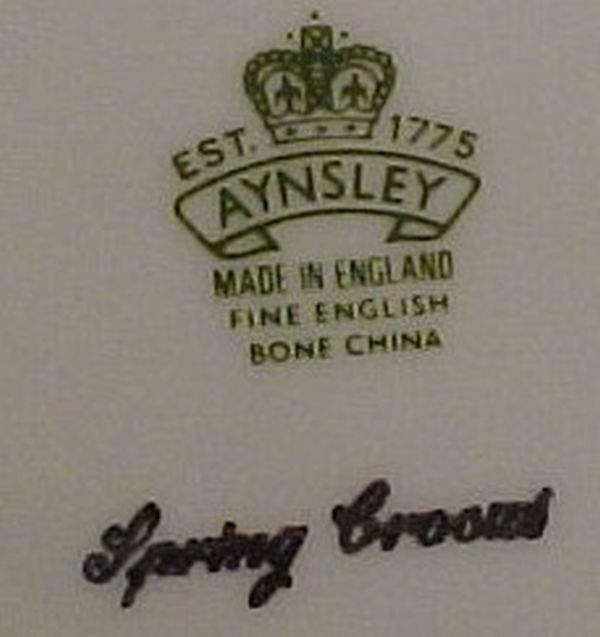 EST. 1775
AYNSLEY
MADE IN ENGLAND
FINE ENGLISH
BONE CHINA
Spring Crocus